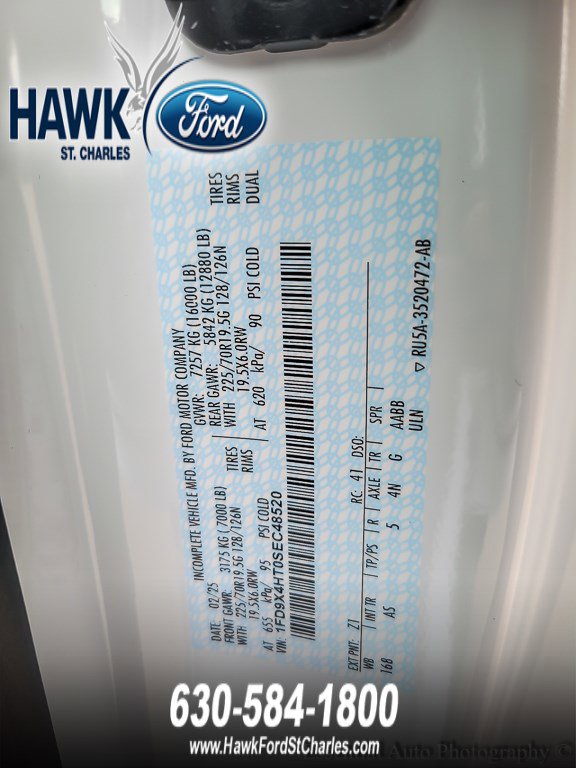 HAWK
ST. CHARLES
Ford
INCOMPLETE VEHICLE MFD. BY FORD MOTOR COMPANY
DATE: 02/25 GVWR: 7257 KG (16000 LB)
FRONT GAWR: 3175 KG (7000 LB) REAR GAWR: 5842 KG (12880 LB)
WITH 225/70R19.5G 128/126N TIRES WITH 225/70R19.5G 128/126N TIRES
19.5X6.0RW RIMS 19.5X6.0RW RIMS
AT 655 kPa/ 95 PSI COLD AT 620 kPa/ 90 PSI COLD DUAL
VIN: 1FD9X4HT0SEC48520
EXT PNT: Z1 RC: 41 DSO:
WB INT TR TP/PS R AXLE TR SPR
168 AS 5 4N G AABB
ULN
▽ RU5A-3520472-AB
630-584-1800
www.HawkFordStCharles.com
Auto Photography ©